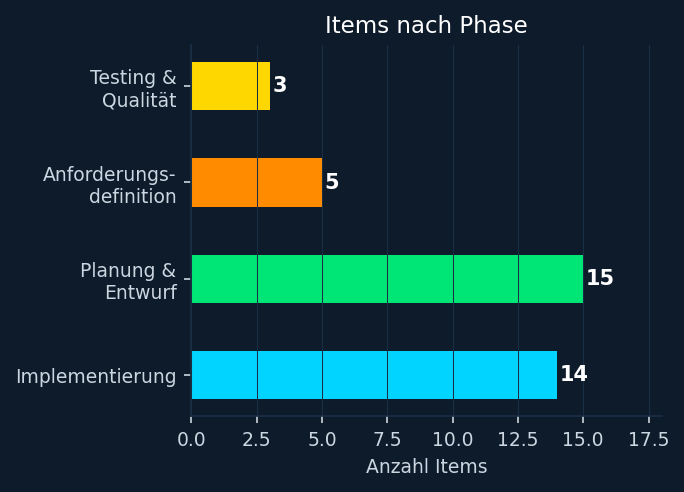 Items nach Phase
Testing &
Qualität
3
Anforderungs-
definition
5
Planung &
Entwurf
15
Implementierung
14
0.0 2.5 5.0 7.5 10.0 12.5 15.0 17.5
Anzahl Items